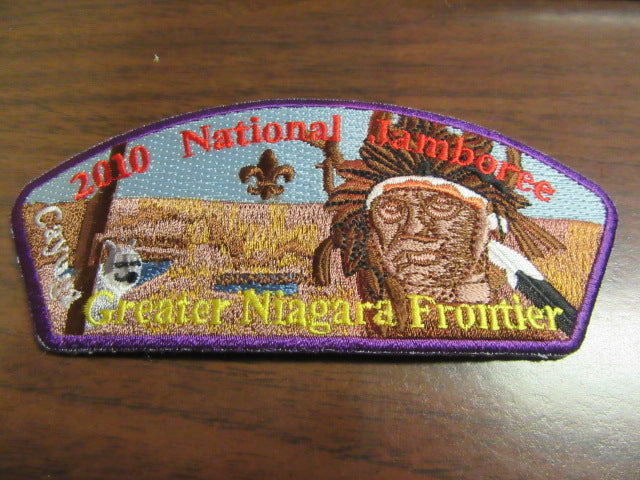 2010 National Jamboree
Greater Niagara Frontier